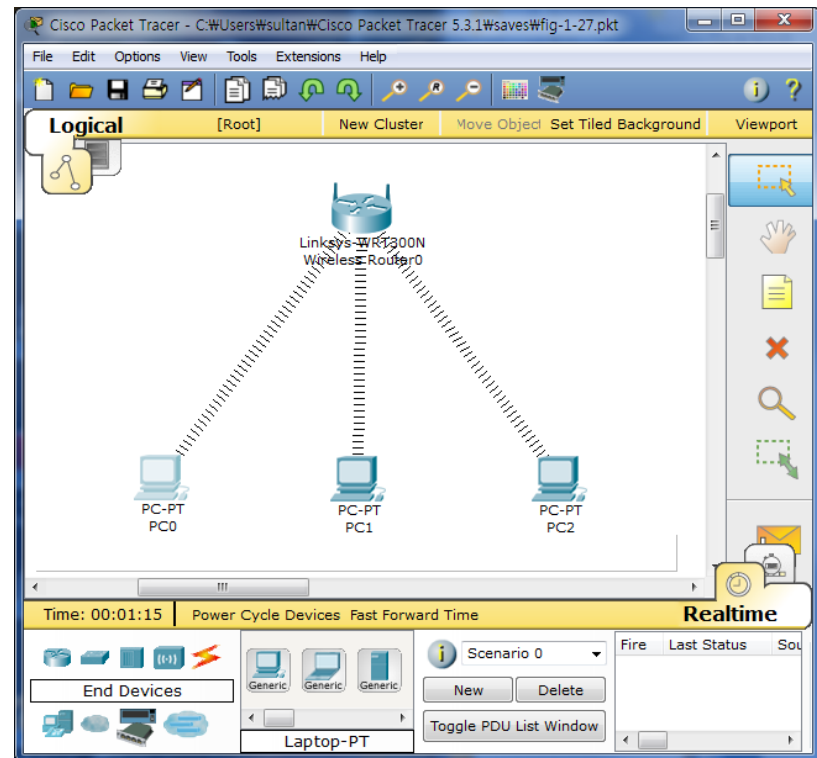 Cisco Packet Tracer - C:₩Users₩sultan₩Cisco Packet Tracer 5.3.1₩saves₩fig-1-27.pkt
File Edit Options View Tools Extensions Help
Logical [Root] New Cluster Move Object Set Tiled Background Viewport
Linksys-WRT300N
Wireless Router0
PC-PT
PC0
PC-PT
PC1
PC-PT
PC2
Time: 00:01:15 Power Cycle Devices Fast Forward Time Realtime
End Devices
Generic Generic Generic
Laptop-PT
Scenario 0
New Delete
Toggle PDU List Window
Fire Last Status Sou